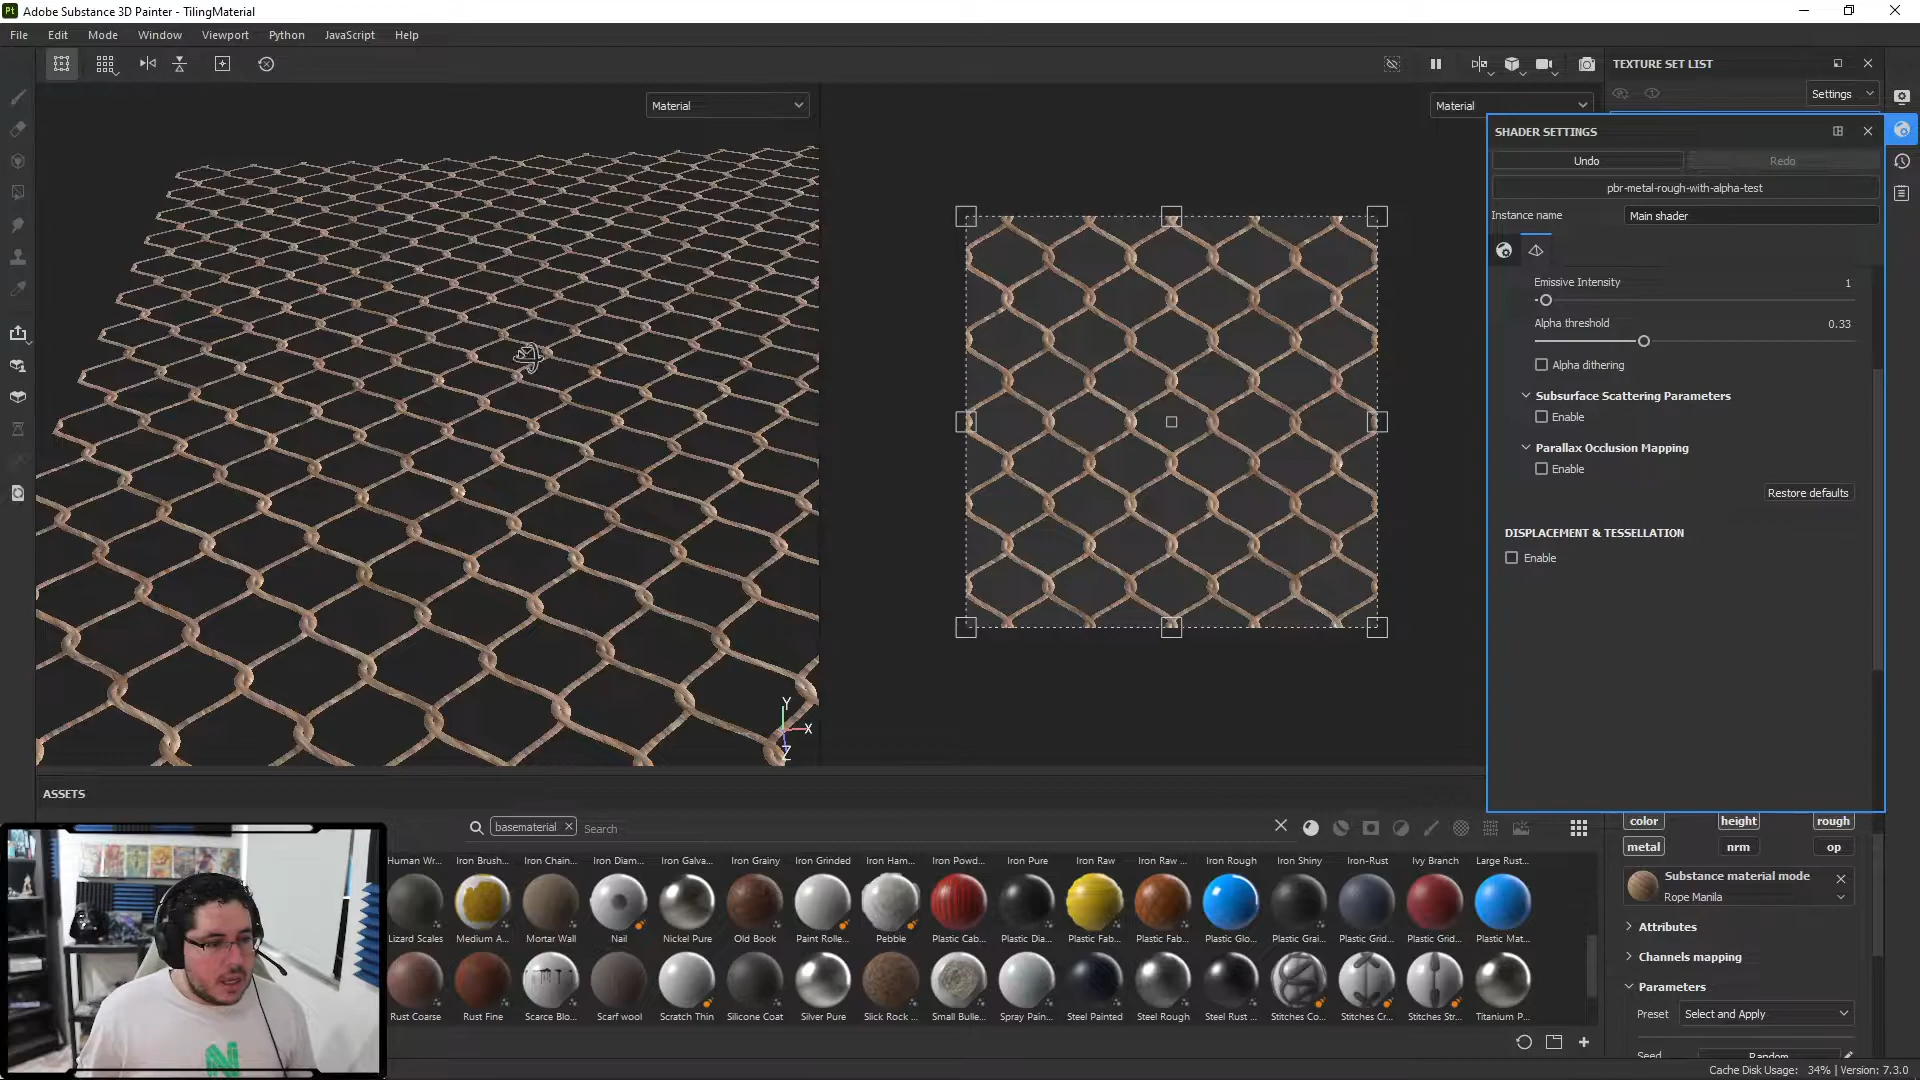 Pt Adobe Substance 3D Painter - TilingMaterial
File Edit Mode Window Viewport Python JavaScript Help
TEXTURE SET LIST
Settings
Material
Material
SHADER SETTINGS
Undo Redo
pbr-metal-rough-with-alpha-test
Instance name Main shader
Emissive Intensity 1
Alpha threshold 0.33
Alpha dithering
Subsurface Scattering Parameters
Enable
Parallax Occlusion Mapping
Enable
Restore defaults
DISPLACEMENT & TESSELLATION
Enable
Y
X
Z
ASSETS
basematerial Search
Human Wr... Iron Brush... Iron Chain... Iron Diam... Iron Galva... Iron Grainy Iron Grinded Iron Ham... Iron Powd... Iron Pure Iron Raw Iron Raw ... Iron Rough Iron Shiny Iron-Rust Ivy Branch Large Rust...
Lizard Scales Medium A... Mortar Wall Nail Nickel Pure Old Book Paint Rolle... Pebble Plastic Cab... Plastic Dia... Plastic Fab... Plastic Fab... Plastic Glo... Plastic Grai... Plastic Grid... Plastic Grid... Plastic Mat...
Rust Coarse Rust Fine Scarce Blo... Scarf wool Scratch Thin Silicone Coat Silver Pure Slick Rock ... Small Bulle... Spray Pain... Steel Painted Steel Rough Steel Rust ... Stitches Co... Stitches Cr... Stitches Str... Titanium P...
color height rough
metal nrm op
Substance material mode
Rope Manila
Attributes
Channels mapping
Parameters
Preset Select and Apply
Seed Random
Cache Disk Usage: 34% | Version: 7.3.0
N